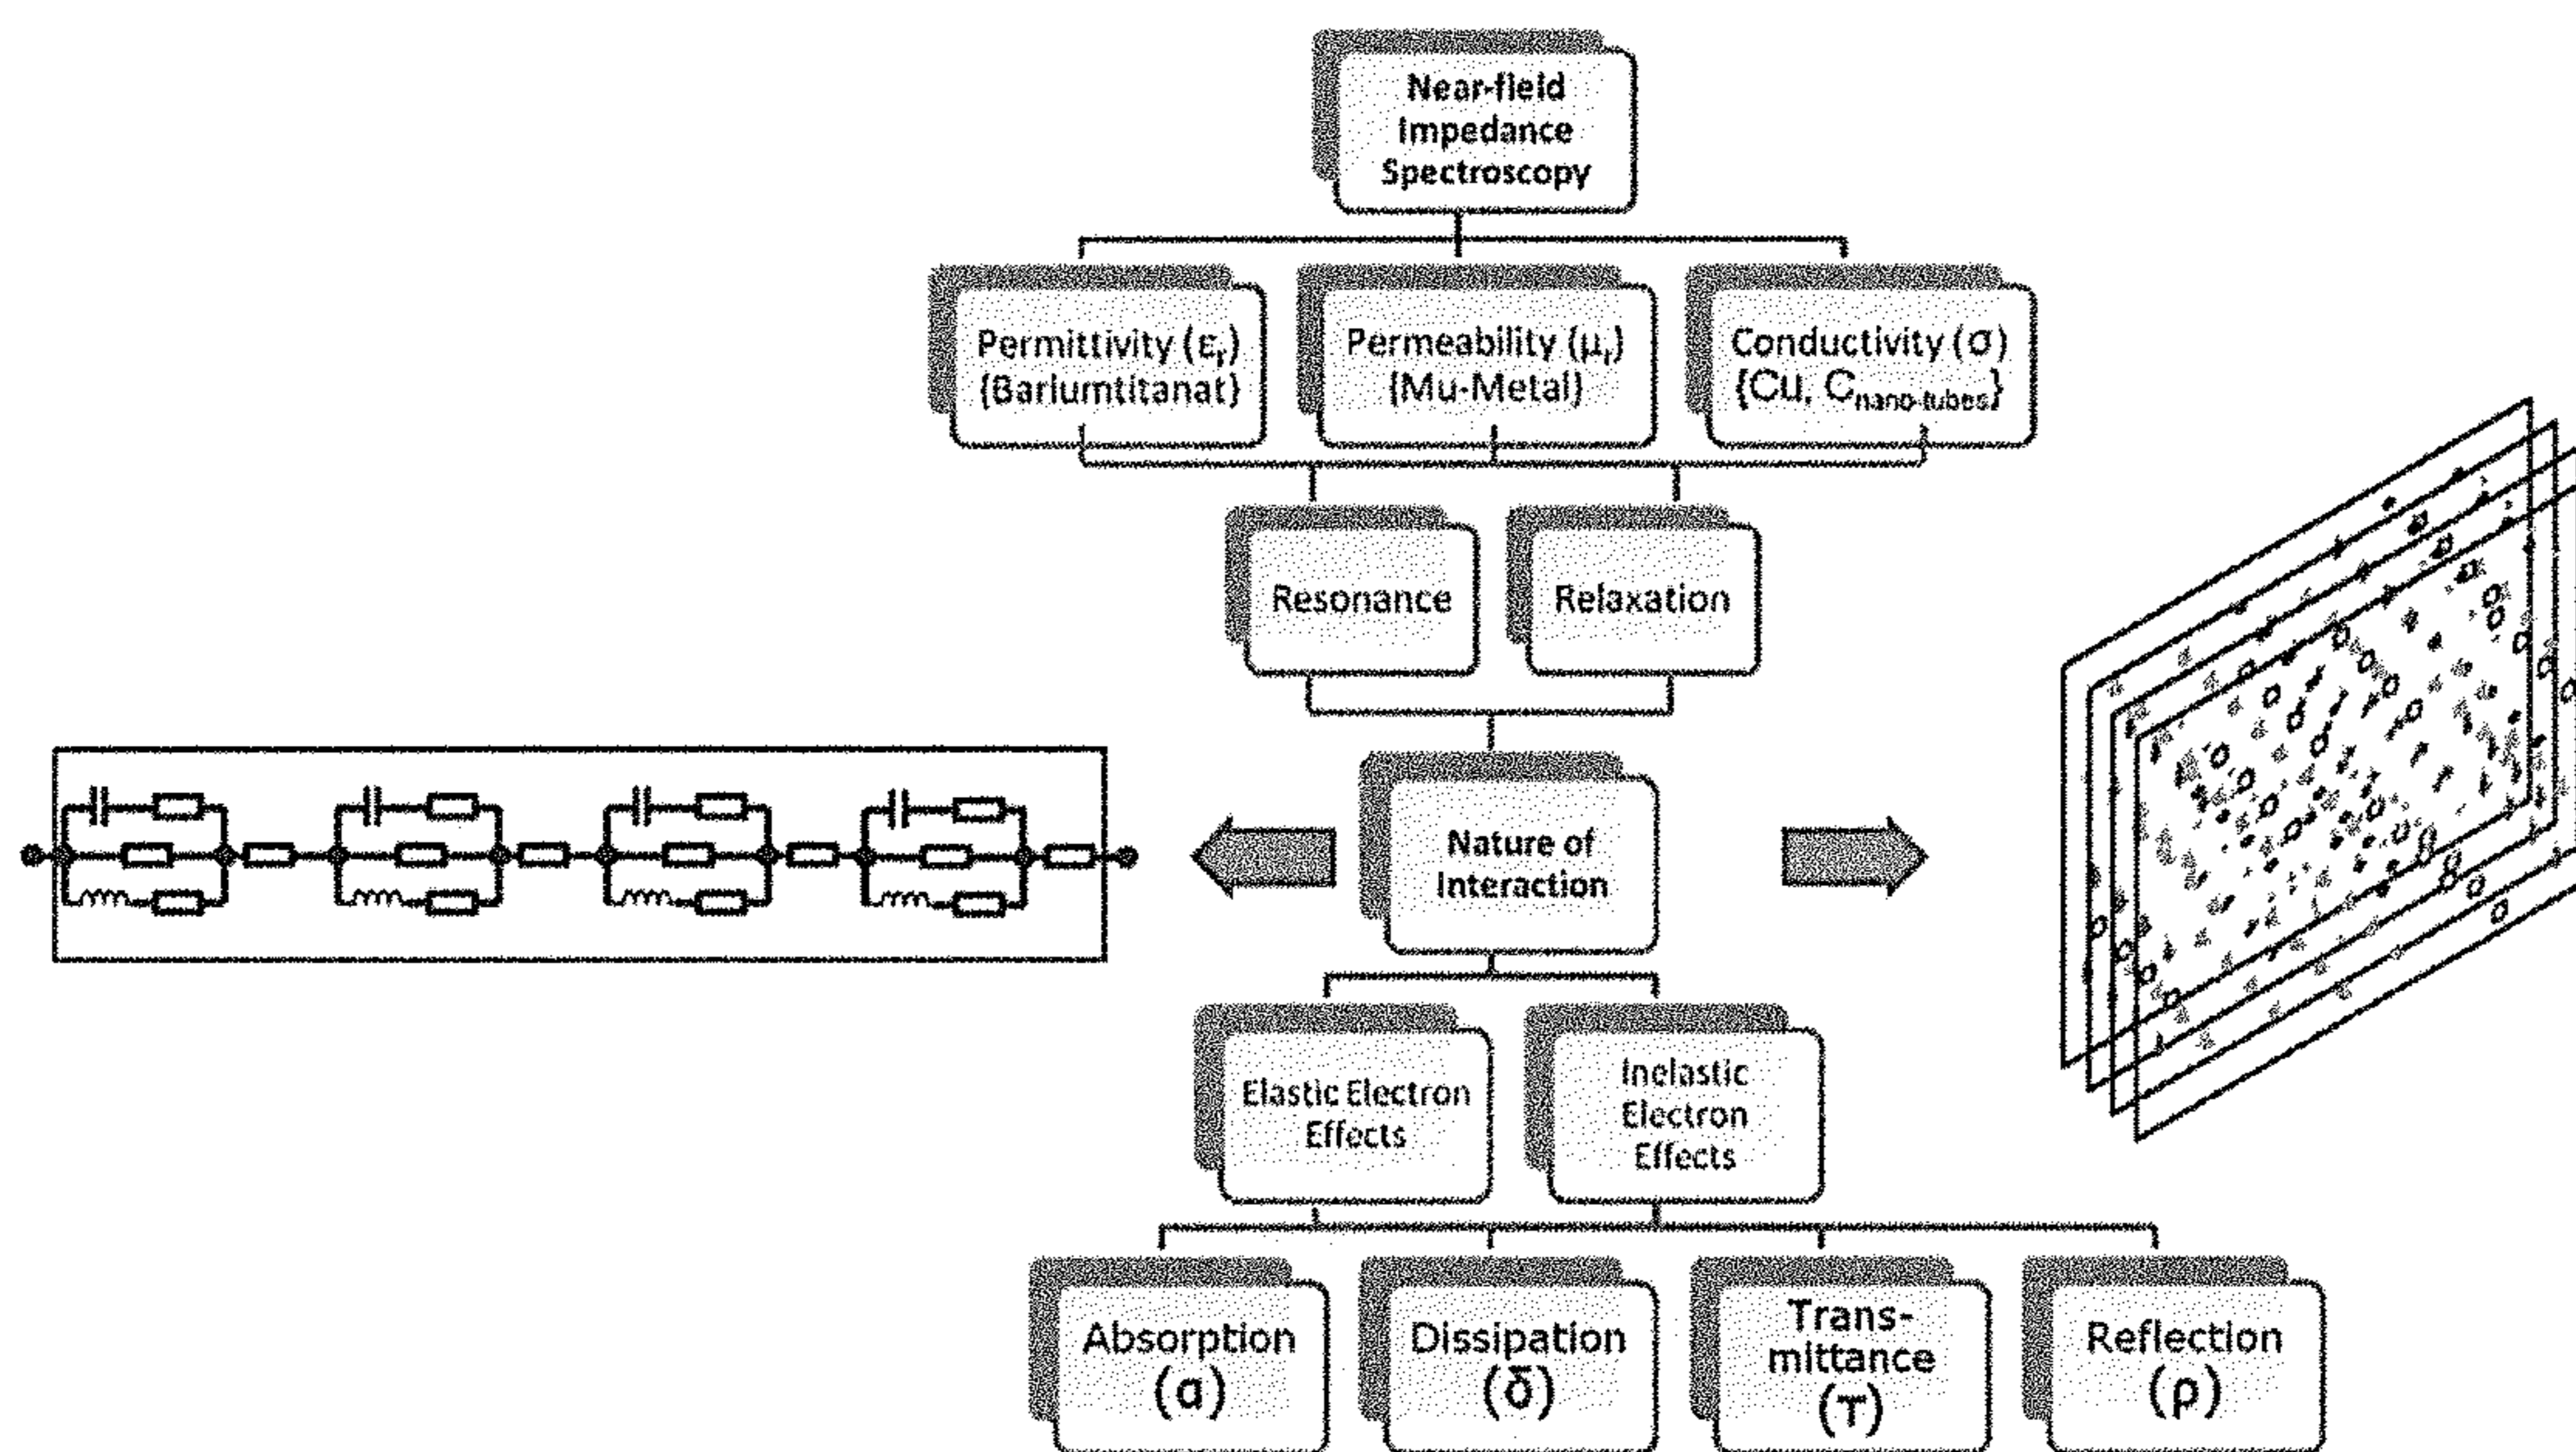 Near-field
Impedance
Spectroscopy
Permittivity (εr)
(Bariumtitanat)
Permeability (μr)
(Mu-Metal)
Conductivity (σ)
{Cu, Cnano-tubes}
Resonance
Relaxation
Nature of
Interaction
Elastic Electron
Effects
Inelastic
Electron
Effects
Absorption
(α)
Dissipation
(δ)
Trans-
mittance
(τ)
Reflection
(ρ)